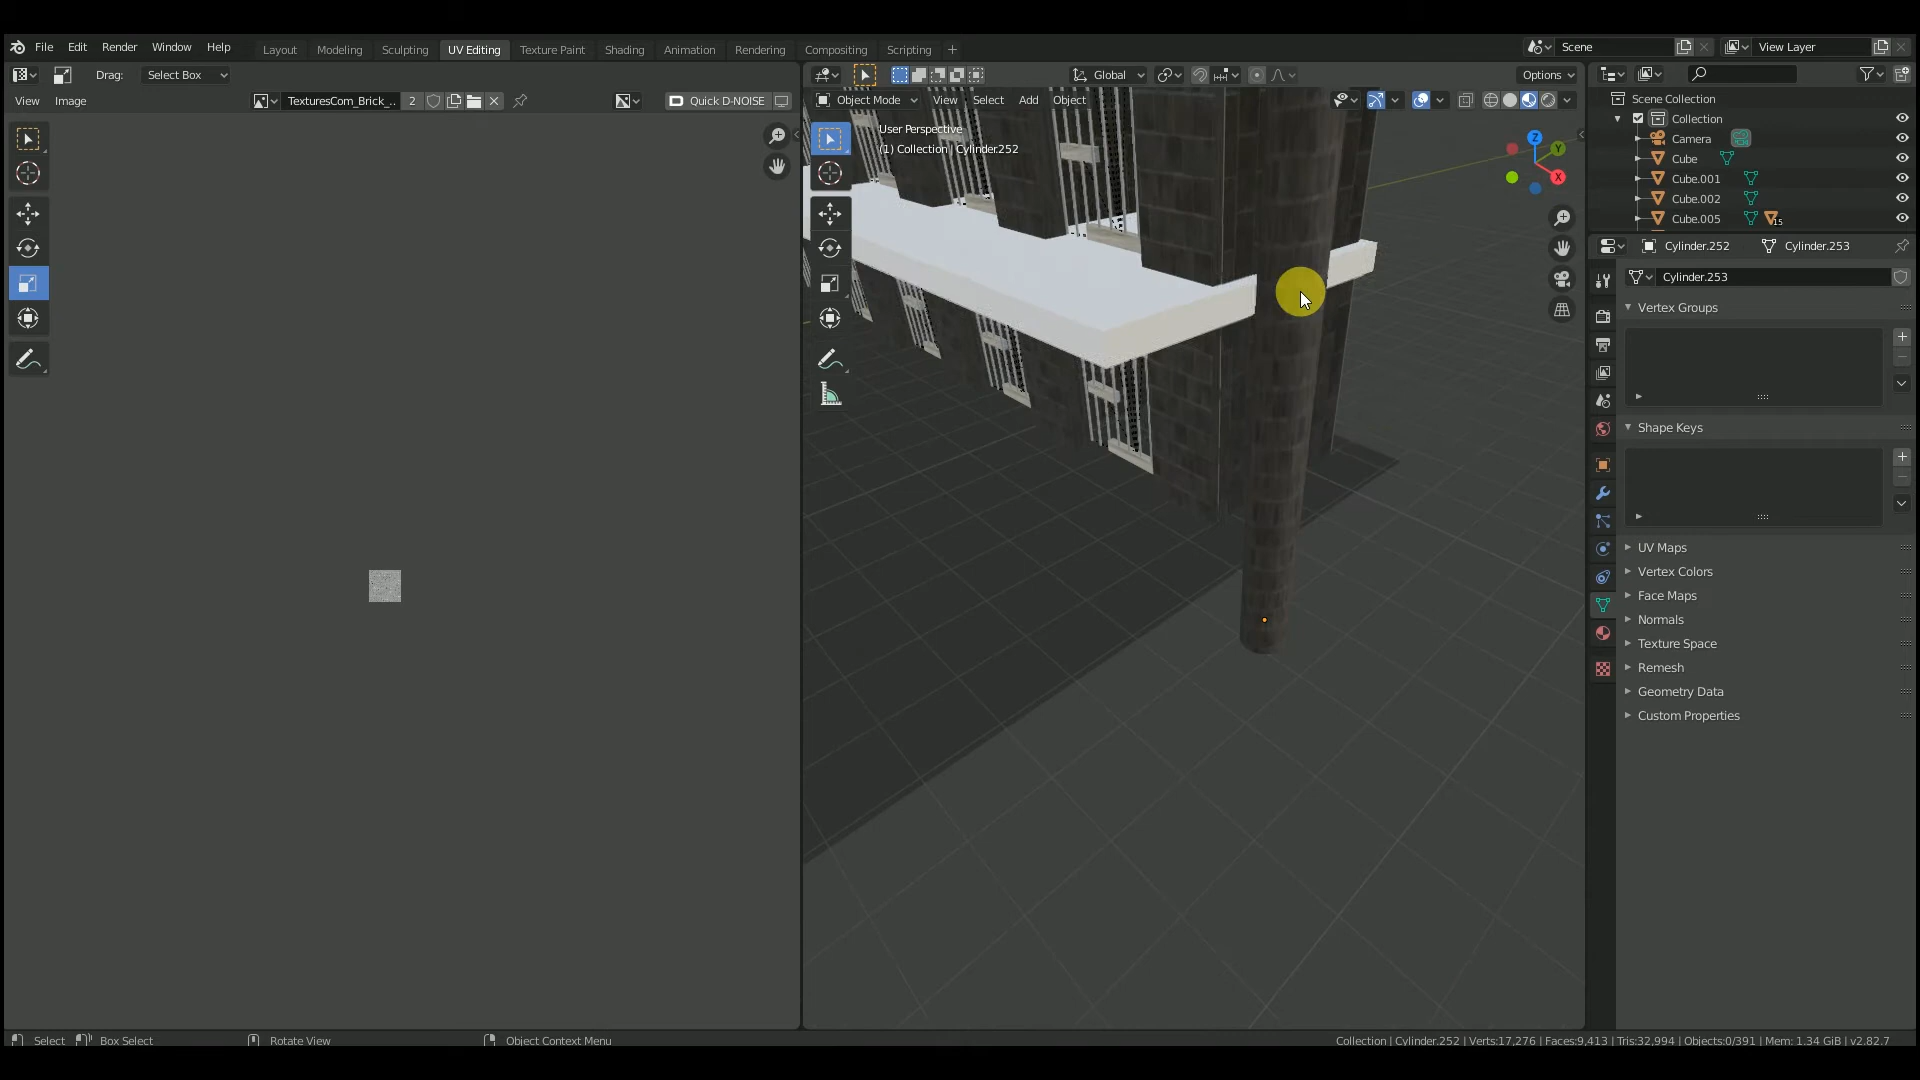 File Edit Render Window Help Layout Modeling Sculpting UV Editing Texture Paint Shading Animation Rendering Compositing Scripting + Scene View Layer
Drag: Select Box Global Options
View Image TexturesCom_Brick_.. 2 Quick D-NOISE Object Mode View Select Add Object
User Perspective
(1) Collection | Cylinder.252
Z
Y
X
Scene Collection
Collection
Camera
Cube
Cube.001
Cube.002
Cube.005 15
Cylinder.252 Cylinder.253
Cylinder.253
Vertex Groups
Shape Keys
UV Maps
Vertex Colors
Face Maps
Normals
Texture Space
Remesh
Geometry Data
Custom Properties
Select Box Select Rotate View Object Context Menu Collection | Cylinder.252 | Verts:17,276 | Faces:9,413 | Tris:32,994 | Objects:0/391 | Mem: 1.34 GiB | v2.82.7